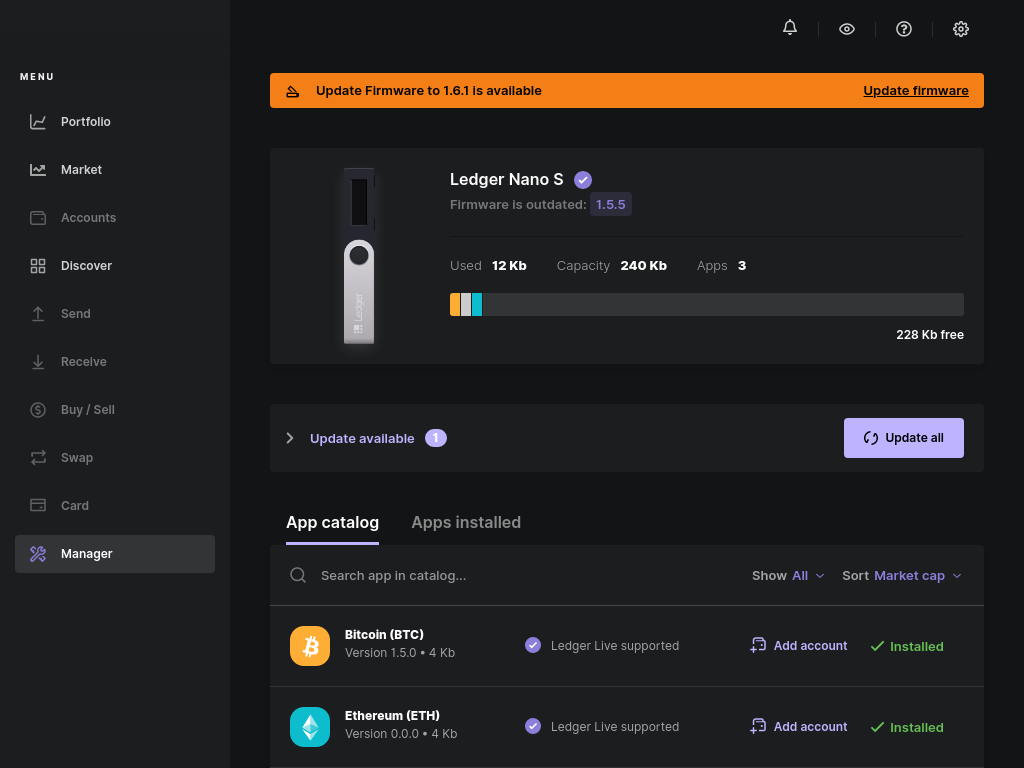 MENU
Portfolio
Market
Accounts
Discover
Send
Receive
Buy / Sell
Swap
Card
Manager
Update Firmware to 1.6.1 is available
Update firmware
Ledger
Ledger Nano S
Firmware is outdated: 1.5.5
Used 12 Kb Capacity 240 Kb Apps 3
228 Kb free
Update available 1
Update all
App catalog Apps installed
Search app in catalog...
Show All Sort Market cap
Bitcoin (BTC)
Version 1.5.0 • 4 Kb
Ledger Live supported
Add account
Installed
Ethereum (ETH)
Version 0.0.0 • 4 Kb
Ledger Live supported
Add account
Installed